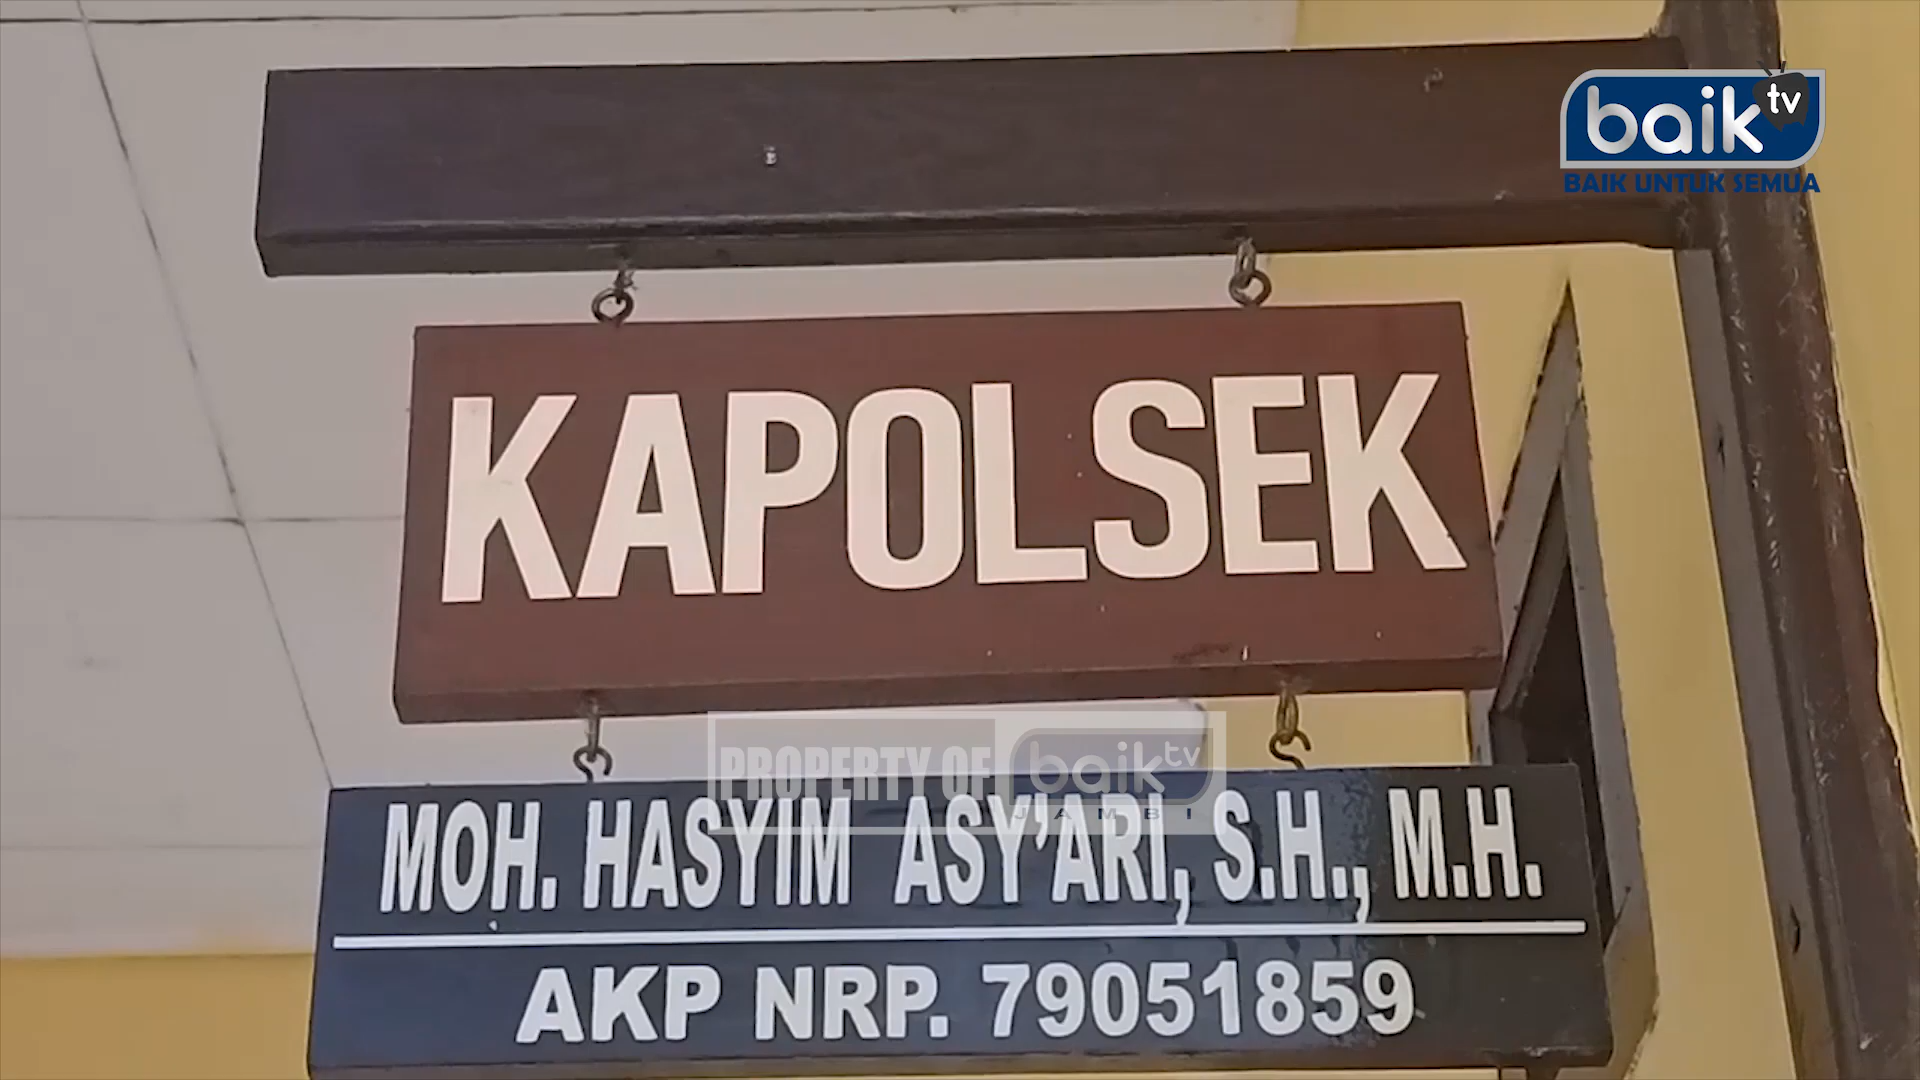 baik tv
BAIK UNTUK SEMUA
KAPOLSEK
PROPERTY OF baik tv
JAMBI
MOH. HASYIM ASY'ARI, S.H., M.H.
AKP NRP. 79051859